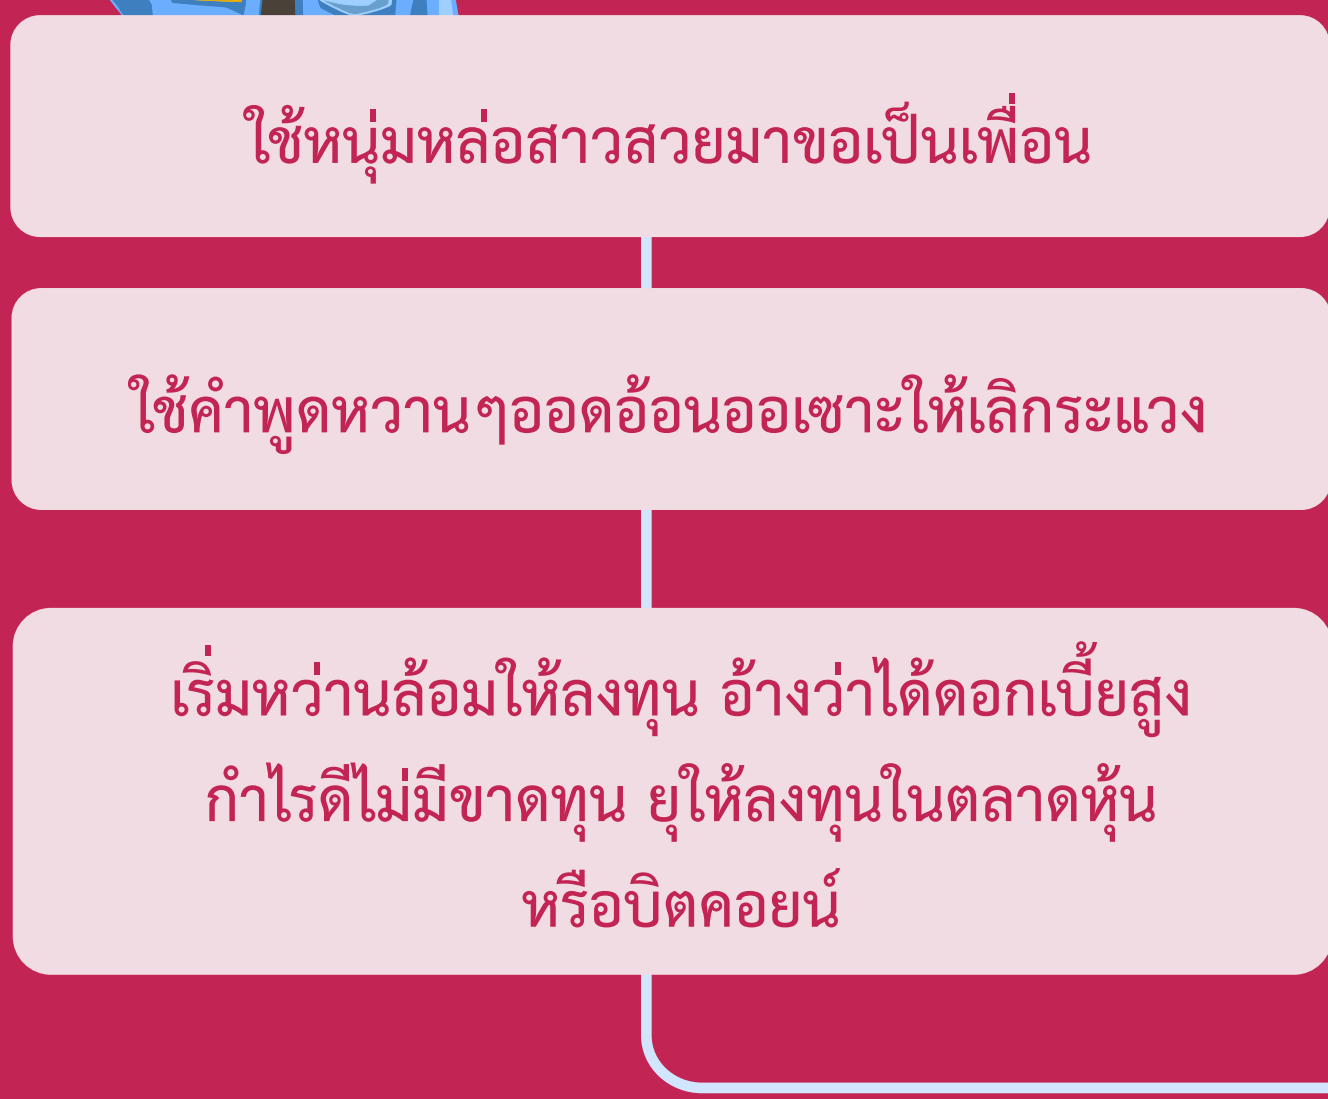 ใช้หนุ่มหล่อสาวสวยมาขอเป็นเพื่อน
ใช้คำพูดหวานๆออดอ้อนออเซาะให้เลิกระแวง
เริ่มหว่านล้อมให้ลงทุน อ้างว่าได้ดอกเบี้ยสูง
กำไรดีไม่มีขาดทุน ยุให้ลงทุนในตลาดหุ้น
หรือบิตคอยน์